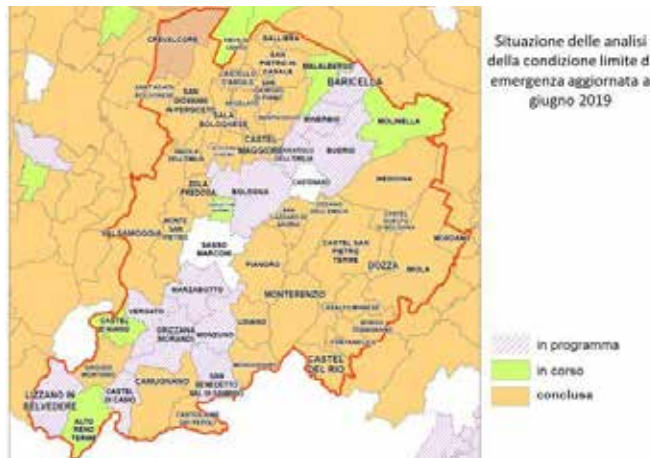 Situazione delle analisi
della condizione limite d
emergenza aggiornata a
giugno 2019
CREVALCORE
GALLIERA
SAN
PIETRO IN
CASALE
MALALBERGO
BARICELLA
CASTELLO
D'ARGILE
SAN
GIOVANNI
IN PERSICETO
SALA
BOLOGNESE
MINERBIO
MOLINELLA
CASTEL
MAGGIORE
BUDRIO
MEDICINA
ZOLA
PREDOSA
BOLOGNA
CASTENASO
VALSAMOGGIA
MONTE
SAN
PIETRO
SASSO
MARCONI
PIANORO
CASTEL SAN
PIETRO
TERME
DOZZA
IMOLA
MORDANO
MARZABOTTO
MONTERENZIO
VERGATO
CASTEL
D'AIANO
GRIZZANA
MORANDI
MONZUNO
LOIANO
CASTEL
DEL RIO
LIZZANO IN
BELVEDERE
CASTEL
DI CASIO
CAMUGNANO
SAN
BENEDETTO
VAL DI SAMBRO
ALTO
RENO
TERME
CASTIGLIONE
DEI PEPOLI
in programma
in corso
conclusa